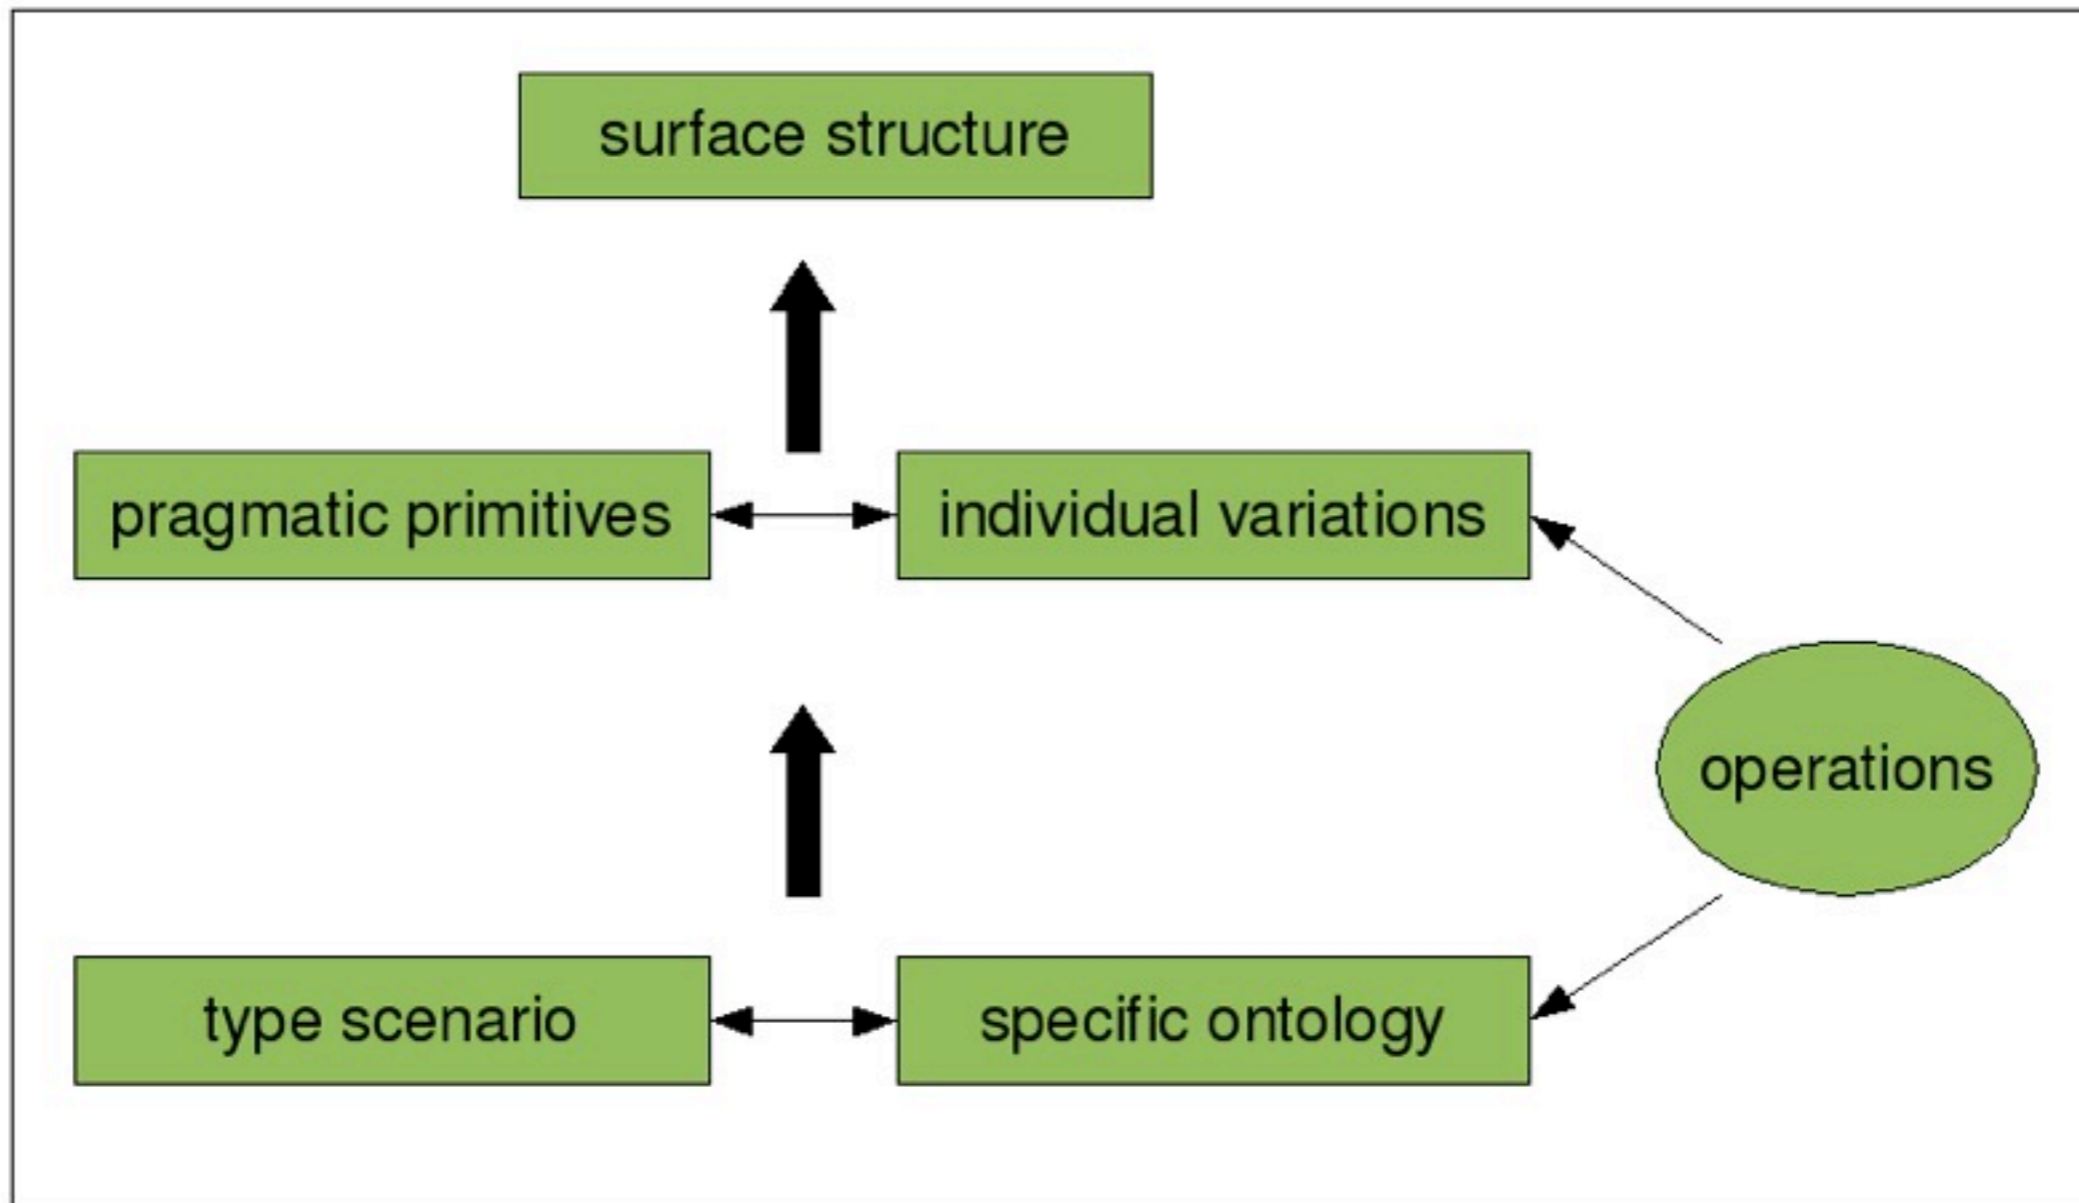 surface structure
pragmatic primitives
individual variations
operations
type scenario
specific ontology